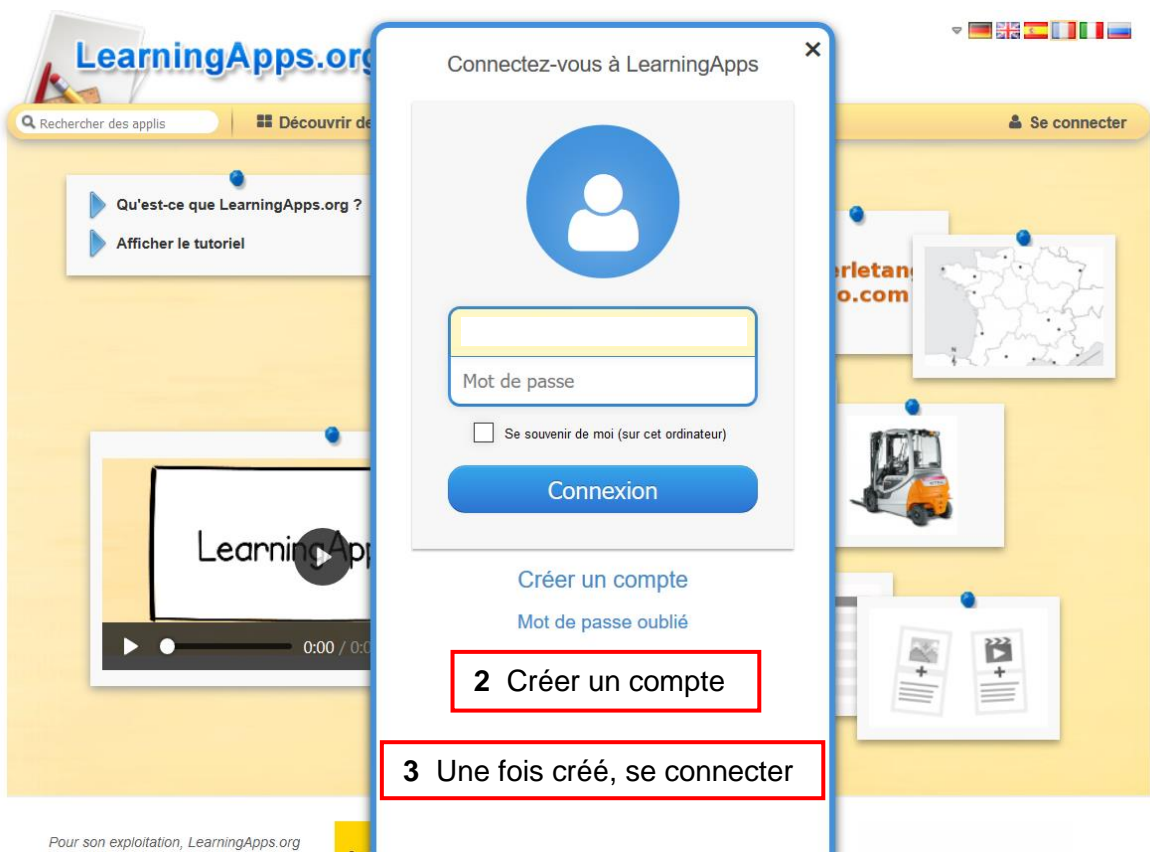 LearningApps.org
Rechercher des applis
Découvrir de
Se connecter
Qu'est-ce que LearningApps.org ?
Afficher le tutoriel
LearningApp
0:00 / 0:0
Connectez-vous à LearningApps
×
Mot de passe
Se souvenir de moi (sur cet ordinateur)
Connexion
Créer un compte
Mot de passe oublié
2 Créer un compte
3 Une fois créé, se connecter
rletan
o.com
N
Pour son exploitation, LearningApps.org